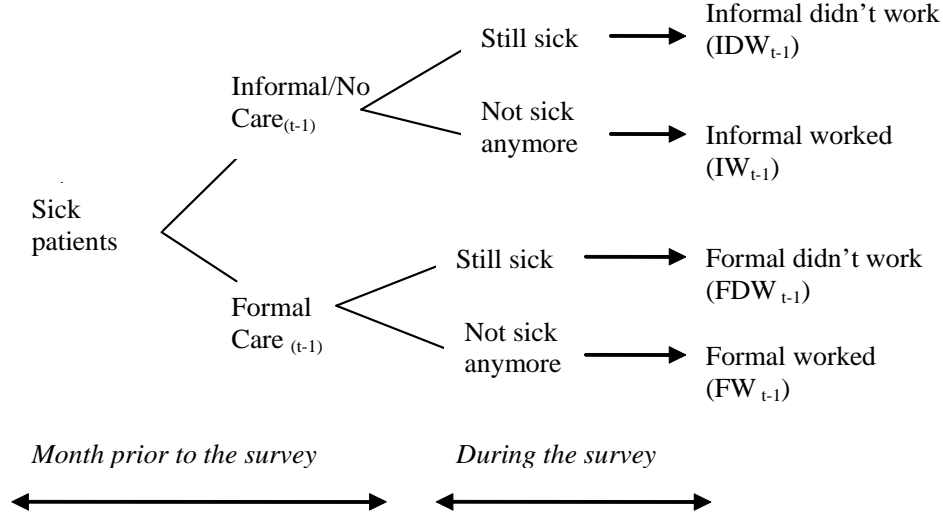 Informal didn’t work
(IDWt-1)
Still sick
Informal/No
Care(t-1)
Not sick
anymore
Informal worked
(IWt-1)
Sick
patients
Still sick
Formal didn’t work
(FDW t-1)
Formal
Care (t-1)
Not sick
anymore
Formal worked
(FW t-1)
Month prior to the survey
During the survey